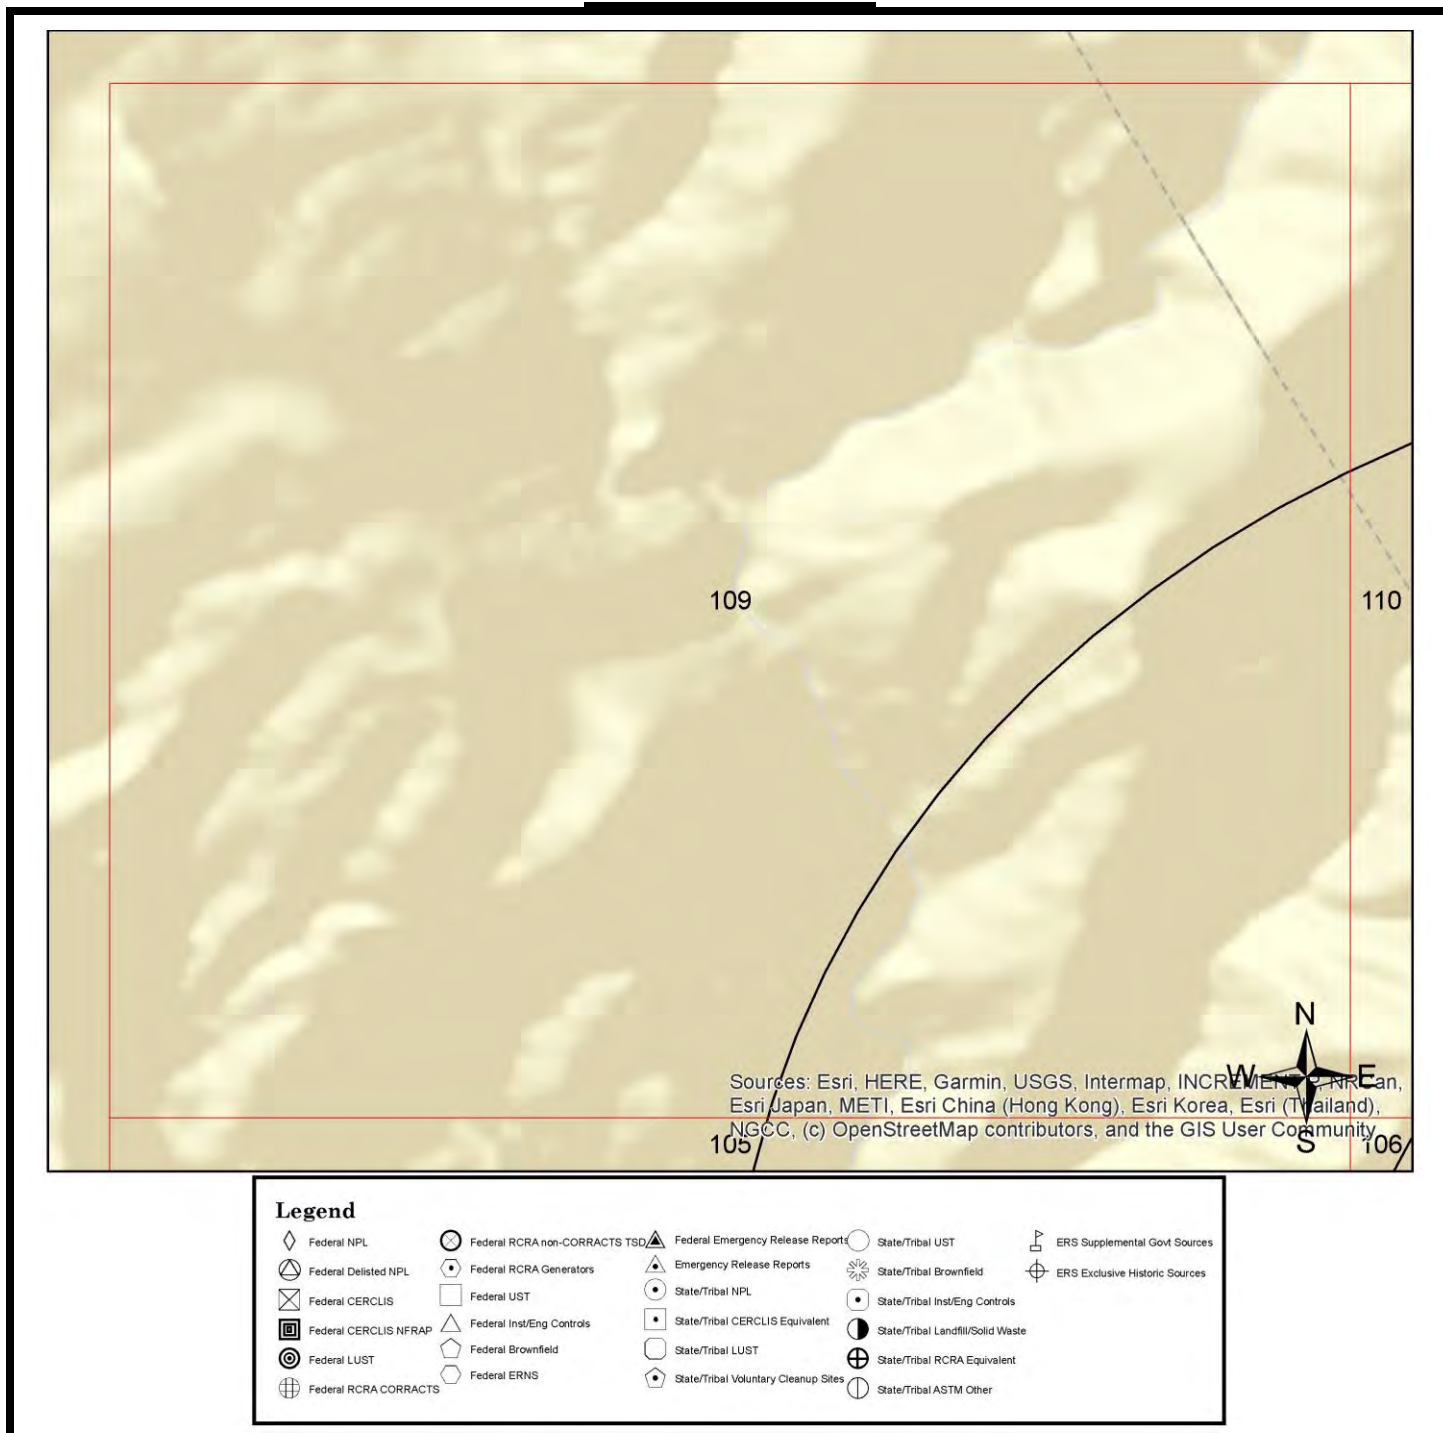 109
110
N
W
E
S
Sources: Esri, HERE, Garmin, USGS, Intermap, INCREMENT P, NRCan,
Esri Japan, METI, Esri China (Hong Kong), Esri Korea, Esri (Thailand),
NGCC, (c) OpenStreetMap contributors, and the GIS User Community
105
106
Legend
Federal NPL
Federal Delisted NPL
Federal CERCLIS
Federal CERCLIS NFRAP
Federal LUST
Federal RCRA CORRACTS
Federal RCRA non-CORRACTS TSD
Federal RCRA Generators
Federal UST
Federal Inst/Eng Controls
Federal Brownfield
Federal ERNS
Federal Emergency Release Reports
Emergency Release Reports
State/Tribal NPL
State/Tribal CERCLIS Equivalent
State/Tribal LUST
State/Tribal Voluntary Cleanup Sites
State/Tribal UST
State/Tribal Brownfield
State/Tribal Inst/Eng Controls
State/Tribal Landfill/Solid Waste
State/Tribal RCRA Equivalent
State/Tribal ASTM Other
ERS Supplemental Govt Sources
ERS Exclusive Historic Sources